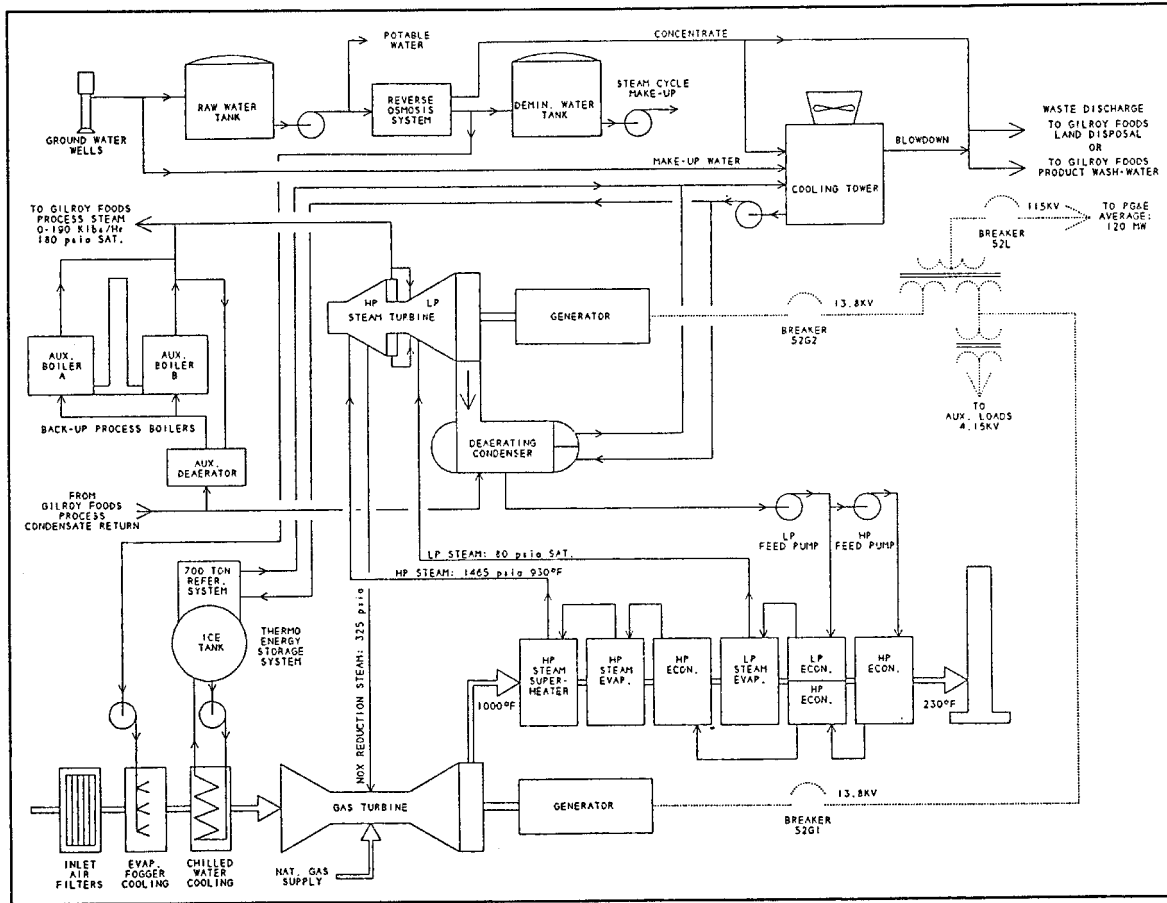 POTABLE
WATER
CONCENTRATE
RAW WATER
TANK
REVERSE
OSMOSIS
SYSTEM
DEMIN. WATER
TANK
STEAM CYCLE
MAKE-UP
GROUND WATER
WELLS
MAKE-UP WATER
COOLING TOWER
BLOWDOWN
WASTE DISCHARGE
TO GILROY FOODS
LAND DISPOSAL
OR
TO GILROY FOODS
PRODUCT WASH-WATER
TO GILROY FOODS
PROCESS STEAM
0-190 Klbs/Hr
180 psia SAT.
115KV
BREAKER
52L
TO PG&E
AVERAGE:
120 MW
HP
LP
STEAM TURBINE
GENERATOR
13.8KV
BREAKER
52G2
AUX.
BOILER
A
AUX.
BOILER
B
BACK-UP PROCESS BOILERS
TO
AUX. LOADS
4.15KV
DEAERATING
CONDENSER
AUX.
DEAERATOR
FROM
GILROY FOODS
PROCESS
CONDENSATE RETURN
LP
FEED PUMP
HP
FEED PUMP
LP STEAM: 80 psia SAT.
HP STEAM: 1465 psia 930°F
700 TON
REFER.
SYSTEM
ICE
TANK
THERMO
ENERGY
STORAGE
SYSTEM
NOX REDUCTION STEAM: 325 psia
1000°F
HP
STEAM
SUPER-
HEATER
HP
STEAM
EVAP.
HP
ECON.
LP
STEAM
EVAP.
LP
ECON.
HP
ECON.
HP
ECON.
230°F
GAS TURBINE
GENERATOR
13.8KV
BREAKER
52G1
INLET
AIR
FILTERS
EVAP.
FOGGER
COOLING
CHILLED
WATER
COOLING
NAT. GAS
SUPPLY